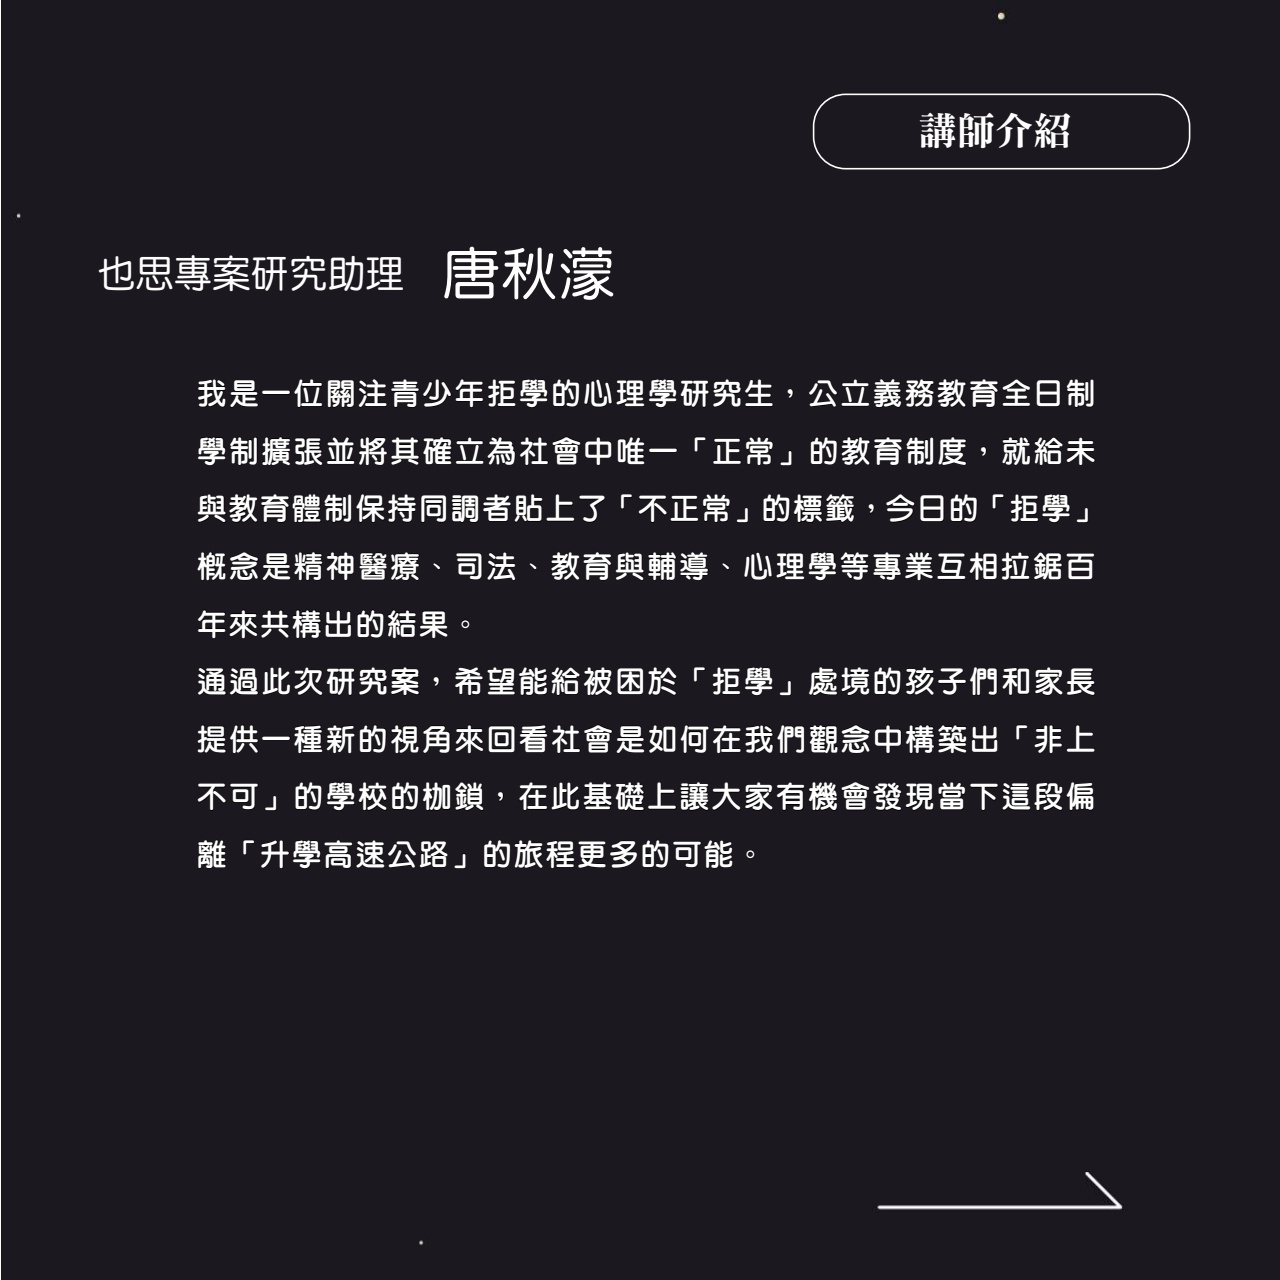 講師介紹
也思專案研究助理 唐秋濛
我是一位關注青少年拒學的心理學研究生，公立義務教育全日制
學制擴張並將其確立為社會中唯一「正常」的教育制度，就給未
與教育體制保持同調者貼上了「不正常」的標籤，今日的「拒學」
概念是精神醫療、司法、教育與輔導、心理學等專業互相拉鋸百
年來共構出的結果。
通過此次研究案，希望能給被困於「拒學」處境的孩子們和家長
提供一種新的視角來回看社會是如何在我們觀念中構築出「非上
不可」的學校的枷鎖，在此基礎上讓大家有機會發現當下這段偏
離「升學高速公路」的旅程更多的可能。